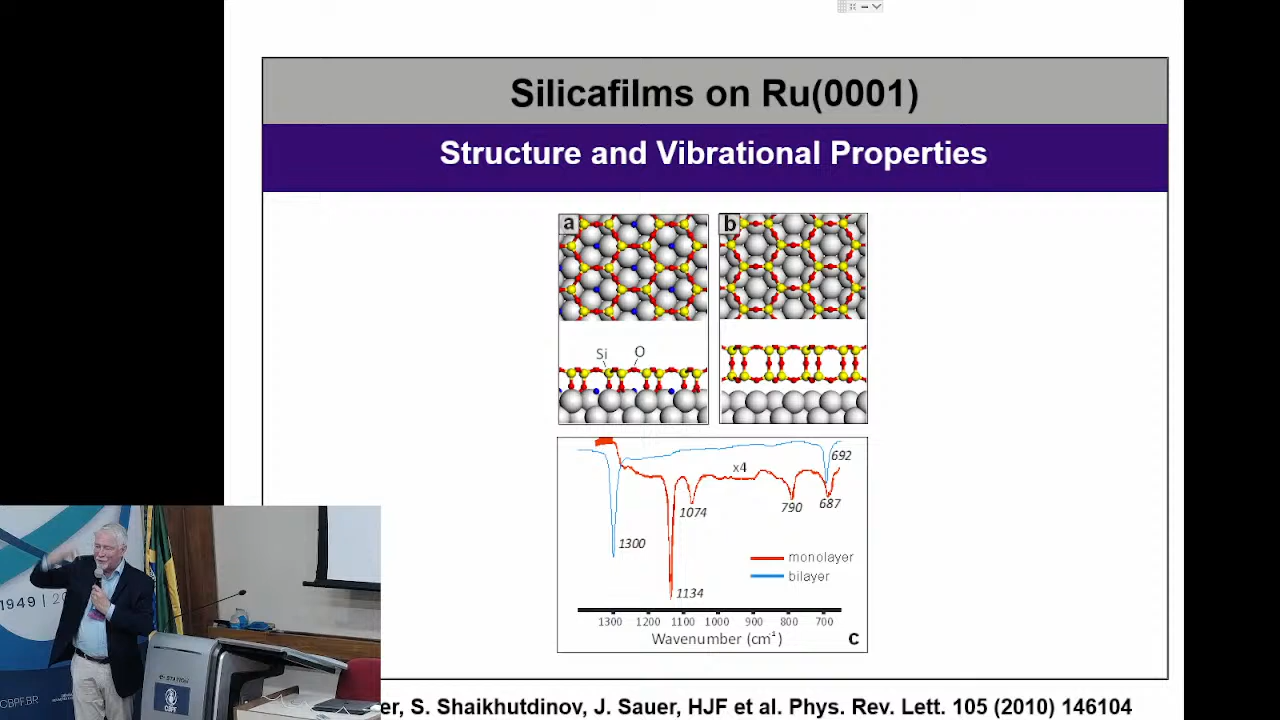 Silicafilms on Ru(0001)
Structure and Vibrational Properties
a
b
Si
O
692
x4
1074
790
687
1300
monolayer
bilayer
1134
1300 1200 1100 1000 900 800 700
Wavenumber (cm⁻¹)
c
1949 | 20
CBPF.BR
CBPF
er, S. Shaikhutdinov, J. Sauer, HJF et al. Phys. Rev. Lett. 105 (2010) 146104